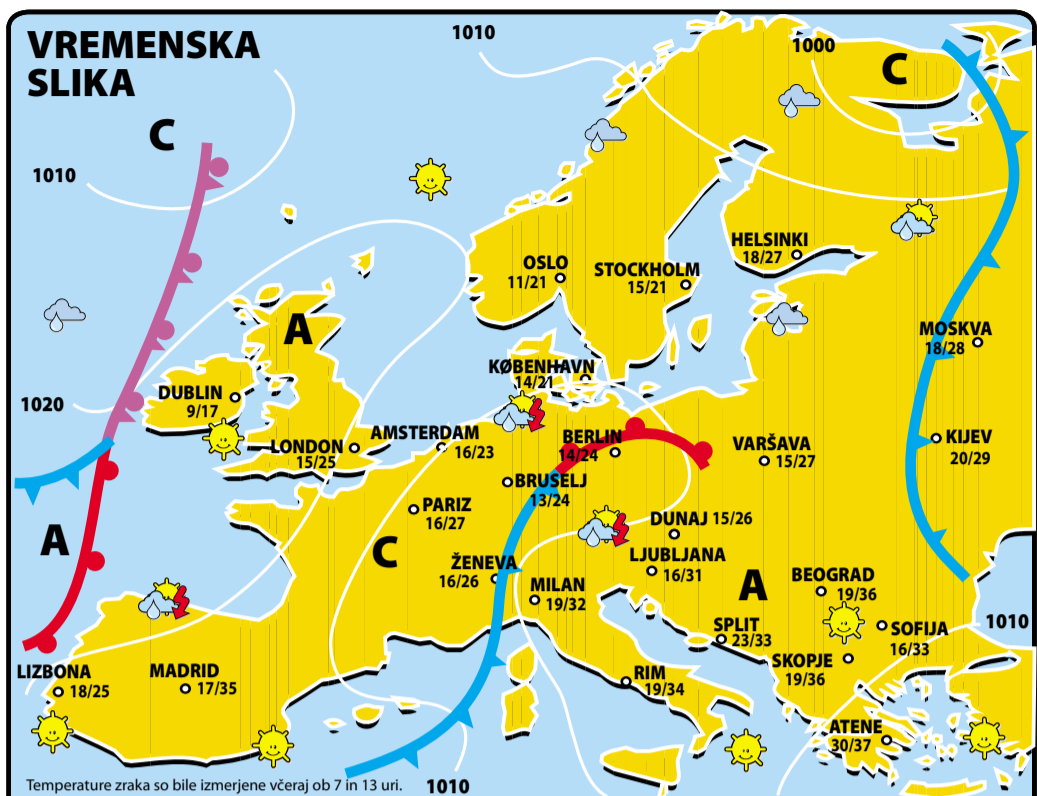 VREMENSKA
SLIKA
1010
1000
C
C
1010
HELSINKI
18/27
OSLO
11/21
STOCKHOLM
15/21
A
MOSKVA
18/28
KØBENHAVN
14/21
DUBLIN
9/17
1020
LONDON
15/25
AMSTERDAM
16/23
BERLIN
14/24
VARŠAVA
15/27
KIJEV
20/29
BRUSELJ
13/24
PARIZ
16/27
DUNAJ 15/26
A
C
LJUBLJANA
16/31
ŽENEVA
16/26
MILAN
19/32
A
BEOGRAD
19/36
SPLIT
23/33
SOFIJA
16/33
1010
SKOPJE
19/36
LIZBONA
18/25
MADRID
17/35
RIM
19/34
ATENE
30/37
Temperature zraka so bile izmerjene včeraj ob 7 in 13 uri.
1010